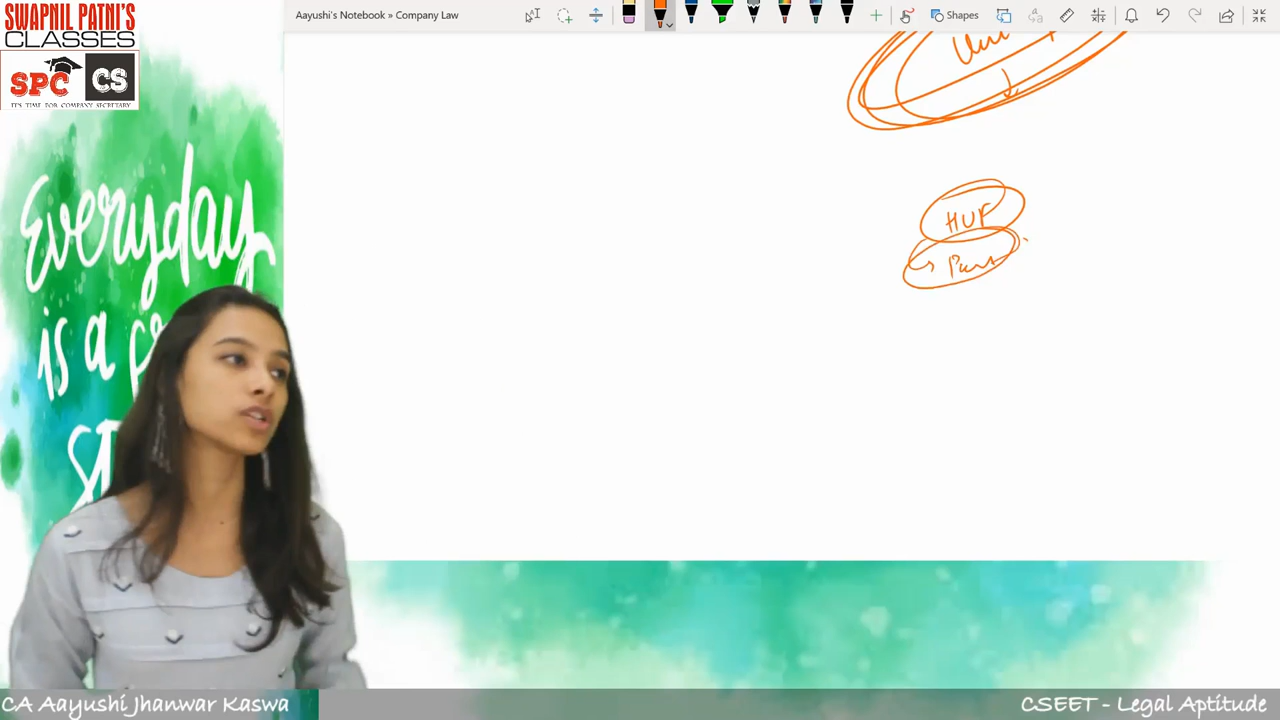 SWAPNIL PATNI'S
CLASSES
SPC CS
IT'S TIME FOR COMPANY SECRETARY
Aayushi's Notebook » Company Law
Shapes
HUF
Everyday
is a
CA Aayushi Jhanwar Kaswa
CSEET - Legal Aptitude